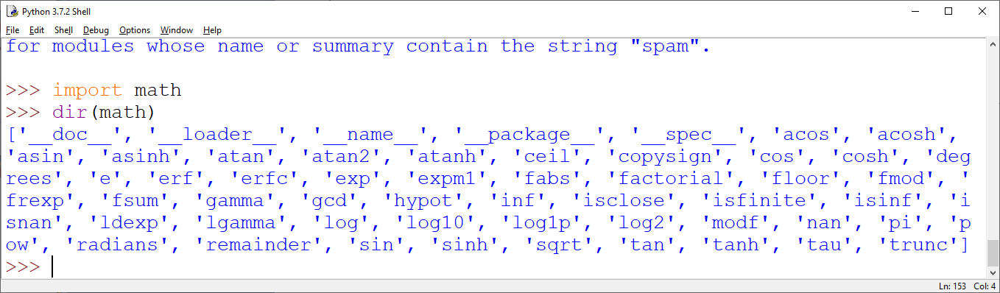 Python 3.7.2 Shell
File Edit Shell Debug Options Window Help
for modules whose name or summary contain the string "spam".
>>> import math
>>> dir(math)
['__doc__', '__loader__', '__name__', '__package__', '__spec__', 'acos', 'acosh',
'asin', 'asinh', 'atan', 'atan2', 'atanh', 'ceil', 'copysign', 'cos', 'cosh', 'deg
rees', 'e', 'erf', 'erfc', 'exp', 'expm1', 'fabs', 'factorial', 'floor', 'fmod', '
frexp', 'fsum', 'gamma', 'gcd', 'hypot', 'inf', 'isclose', 'isfinite', 'isinf', 'i
snan', 'ldexp', 'lgamma', 'log', 'log10', 'log1p', 'log2', 'modf', 'nan', 'pi', 'p
ow', 'radians', 'remainder', 'sin', 'sinh', 'sqrt', 'tan', 'tanh', 'tau', 'trunc']
>>>
Ln: 153 Col: 4